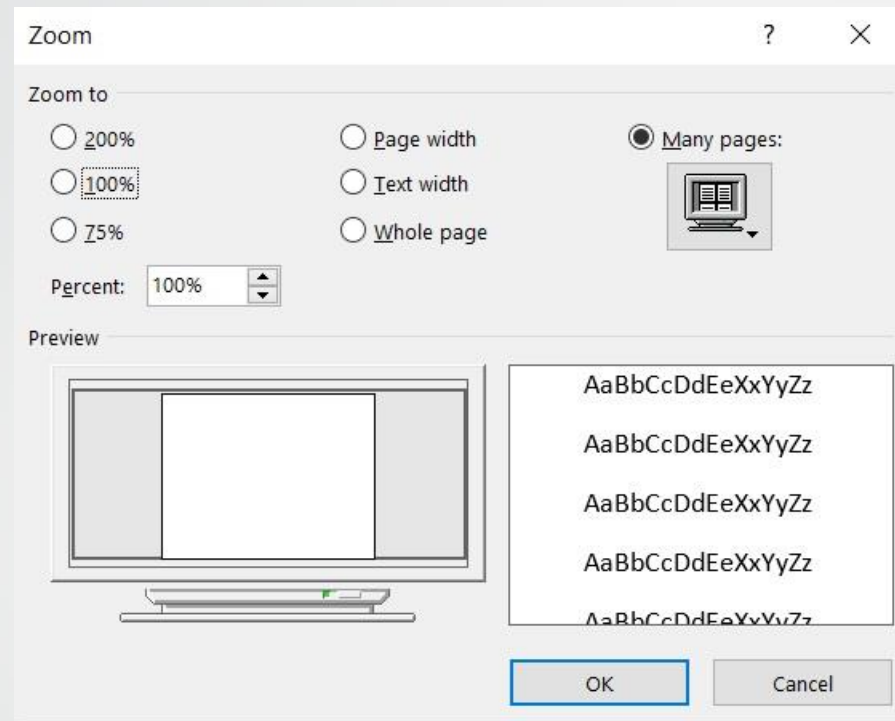 Zoom ?
Zoom to
200% Page width Many pages:
100% Text width
75% Whole page
Percent: 100%
Preview
AaBbCcDdEeXxYyZz
AaBbCcDdEeXxYyZz
AaBbCcDdEeXxYyZz
AaBbCcDdEeXxYyZz
AaBbCcDdEeXxYyZz
OK Cancel